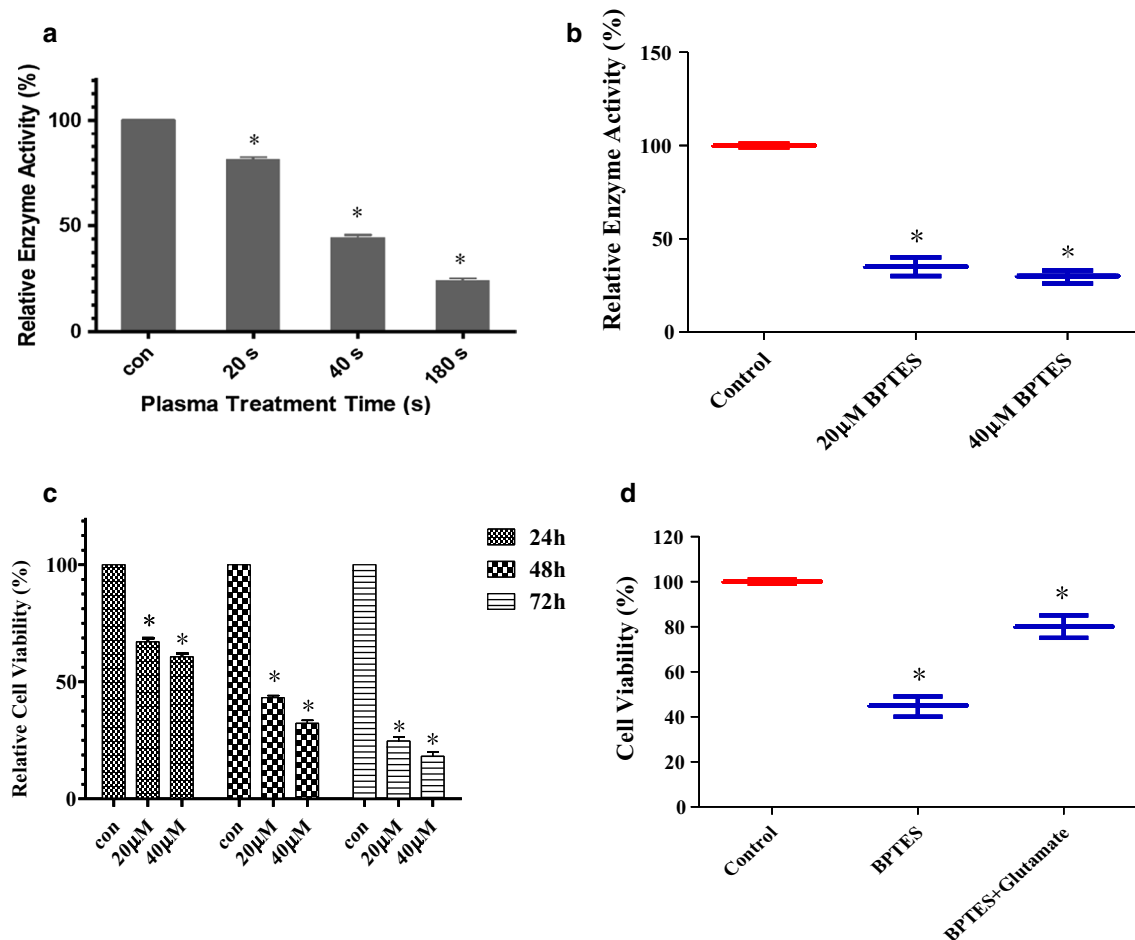 a
Relative Enzyme Activity (%)
100
50
0
*
*
*
con
20 s
40 s
180 s
Plasma Treatment Time (s)
b
Relative Enzyme Activity (%)
150
100
50
0
*
*
Control
20μM BPTES
40μM BPTES
c
Relative Cell Viability (%)
100
50
0
*
*
*
*
*
*
con
20μM
40μM
con
20μM
40μM
con
20μM
40μM
24h
48h
72h
d
Cell Viability (%)
120
100
80
60
40
20
0
*
*
Control
BPTES
BPTES+Glutamate